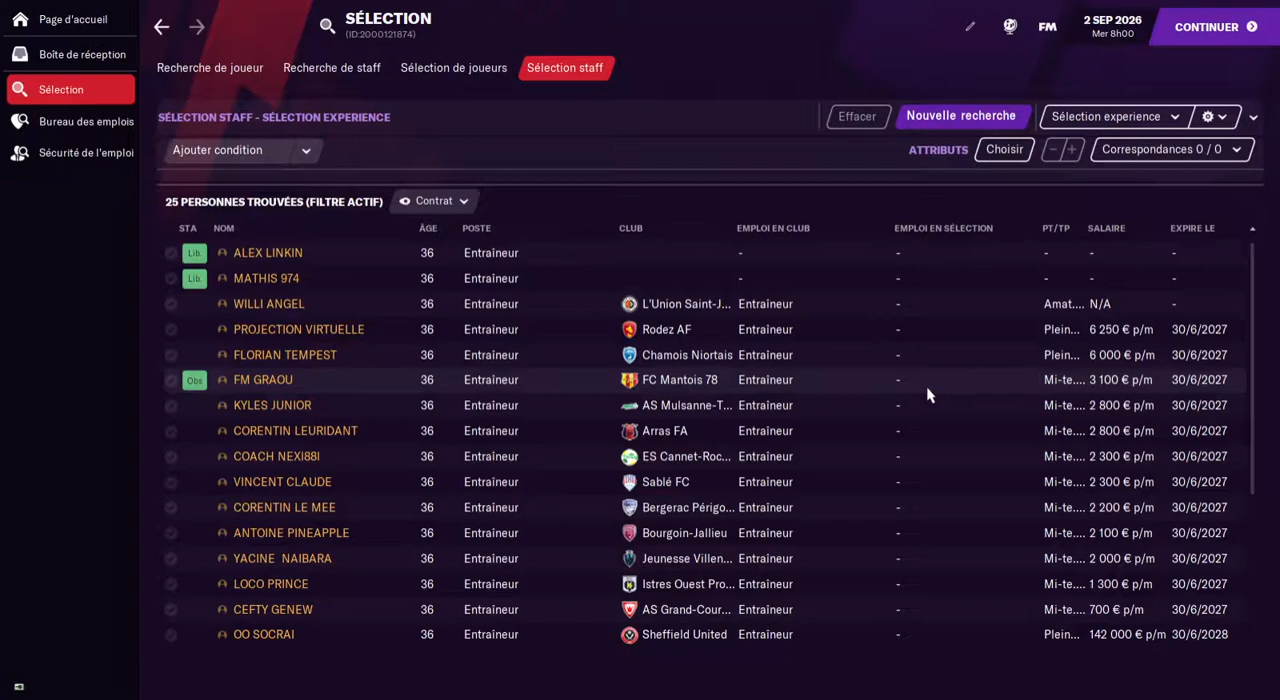 Page d'accueil
Boîte de réception
Sélection
Bureau des emplois
Sécurité de l'emploi
SÉLECTION
(ID:2000121874)
FM
2 SEP 2026
Mer 8h00
CONTINUER
Recherche de joueur Recherche de staff Sélection de joueurs Sélection staff
SÉLECTION STAFF - SÉLECTION EXPERIENCE Effacer Nouvelle recherche Sélection experience
Ajouter condition ATTRIBUTS Choisir -/+ Correspondances 0 / 0
25 PERSONNES TROUVÉES (FILTRE ACTIF) Contrat
STA NOM ÂGE POSTE CLUB EMPLOI EN CLUB EMPLOI EN SÉLECTION PT/TP SALAIRE EXPIRE LE
Lib. ALEX LINKIN 36 Entraîneur - - - - -
Lib. MATHIS 974 36 Entraîneur - - - - -
WILLI ANGEL 36 Entraîneur L'Union Saint-J... Entraîneur - Amat.... N/A -
PROJECTION VIRTUELLE 36 Entraîneur Rodez AF Entraîneur - Plein... 6 250 € p/m 30/6/2027
FLORIAN TEMPEST 36 Entraîneur Chamois Niortais Entraîneur - Plein... 6 000 € p/m 30/6/2027
Obs FM GRAOU 36 Entraîneur FC Mantois 78 Entraîneur - Mi-te.... 3 100 € p/m 30/6/2027
KYLES JUNIOR 36 Entraîneur AS Mulsanne-T... Entraîneur - Mi-te.... 2 800 € p/m 30/6/2027
CORENTIN LEURIDANT 36 Entraîneur Arras FA Entraîneur - Mi-te.... 2 800 € p/m 30/6/2027
COACH NEXI88I 36 Entraîneur ES Cannet-Roc... Entraîneur - Mi-te.... 2 300 € p/m 30/6/2027
VINCENT CLAUDE 36 Entraîneur Sablé FC Entraîneur - Mi-te.... 2 300 € p/m 30/6/2027
CORENTIN LE MEE 36 Entraîneur Bergerac Périgo... Entraîneur - Mi-te.... 2 200 € p/m 30/6/2027
ANTOINE PINEAPPLE 36 Entraîneur Bourgoin-Jallieu Entraîneur - Mi-te.... 2 100 € p/m 30/6/2027
YACINE NAIBARA 36 Entraîneur Jeunesse Villen... Entraîneur - Mi-te.... 2 000 € p/m 30/6/2027
LOCO PRINCE 36 Entraîneur Istres Ouest Pro... Entraîneur - Mi-te.... 1 300 € p/m 30/6/2027
CEFTY GENEW 36 Entraîneur AS Grand-Cour... Entraîneur - Mi-te.... 700 € p/m 30/6/2027
OO SOCRAI 36 Entraîneur Sheffield United Entraîneur - Plein... 142 000 € p/m 30/6/2028